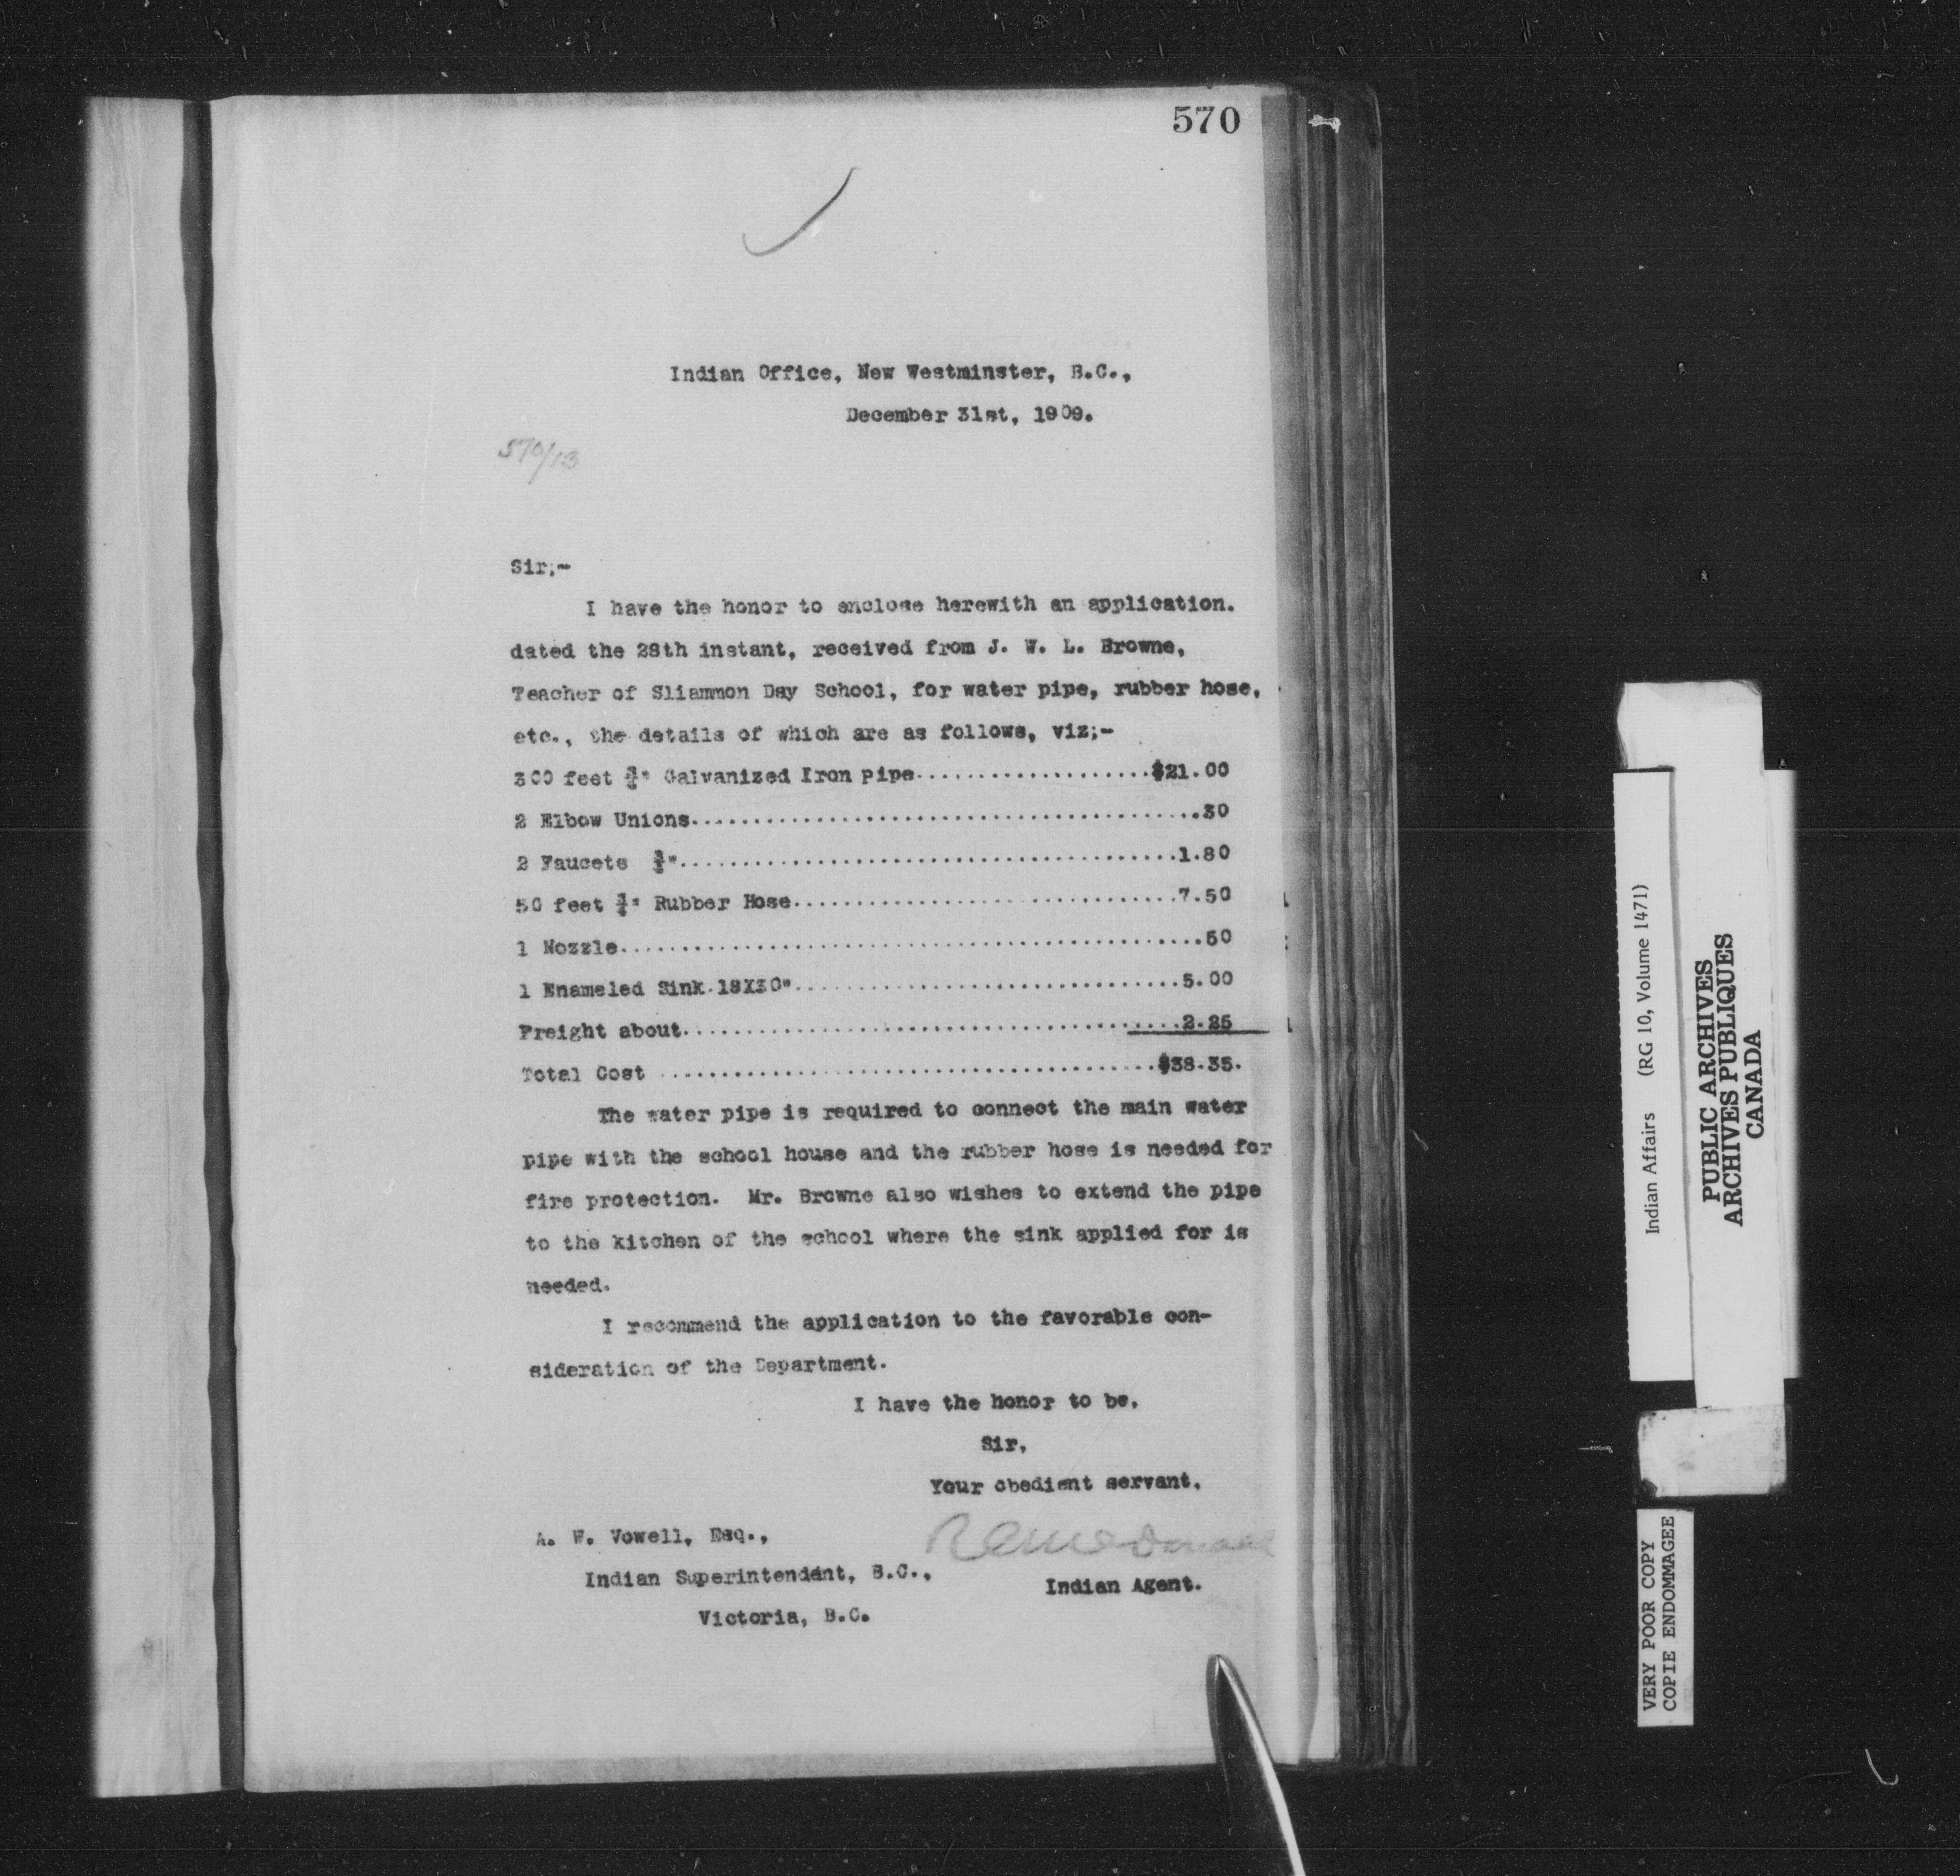 570
Indian Office, New Westminster, B.C.,
December 31st, 1909.
570/13
Sir;-
I have the honor to enclose herewith an application.
dated the 28th instant, received from J. W. L. Browne,
Teacher of Sliammon Day School, for water pipe, rubber hose,
etc., the details of which are as follows, viz;-
300 feet ¾" Galvanized Iron pipe....................$21.00
2 Elbow Unions...........................................30
2 Faucets ¾"..........................................1.80
50 feet ¾" Rubber Hose................................7.50
1 Nozzle.................................................50
1 Enameled Sink.18X30"................................5.00
Freight about.........................................2.25
Total Cost ..........................................$38.35.
The water pipe is required to connect the main water
pipe with the school house and the rubber hose is needed for
fire protection. Mr. Browne also wishes to extend the pipe
to the kitchen of the school where the sink applied for is
needed.
I recommend the application to the favorable con-
sideration of the Department.
I have the honor to be,
Sir,
Your obedient servant,
A. W. Vowell, Esq.,
Indian Superintendent, B.C.,
Indian Agent.
Victoria, B.C.
Indian Affairs (RG 10, Volume 1471)
PUBLIC ARCHIVES
ARCHIVES PUBLIQUES
CANADA
VERY POOR COPY
COPIE ENDOMMAGEE